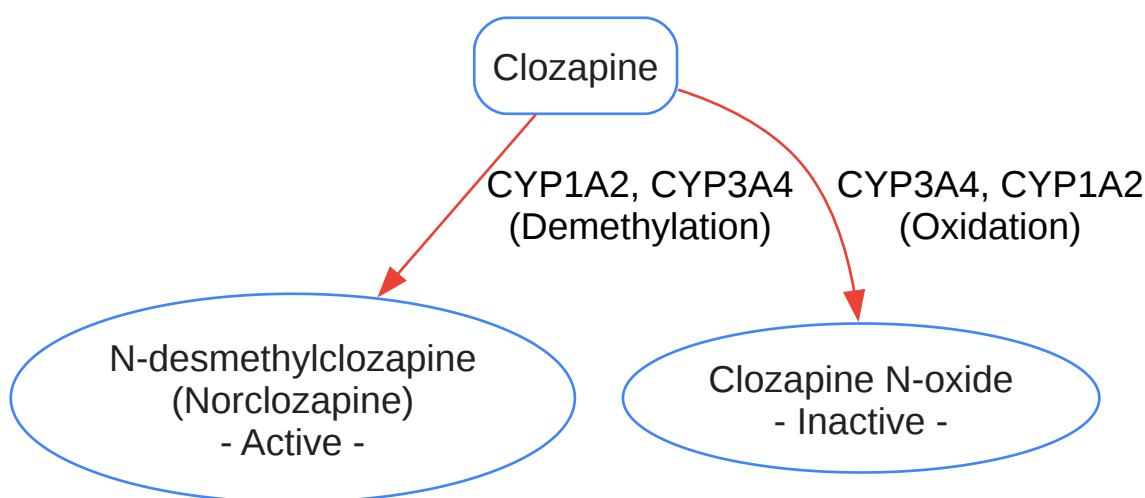 Clozapine
CYP1A2, CYP3A4
(Demethylation)
CYP3A4, CYP1A2
(Oxidation)
N-desmethylclozapine
(Norclozapine)
- Active -
Clozapine N-oxide
- Inactive -